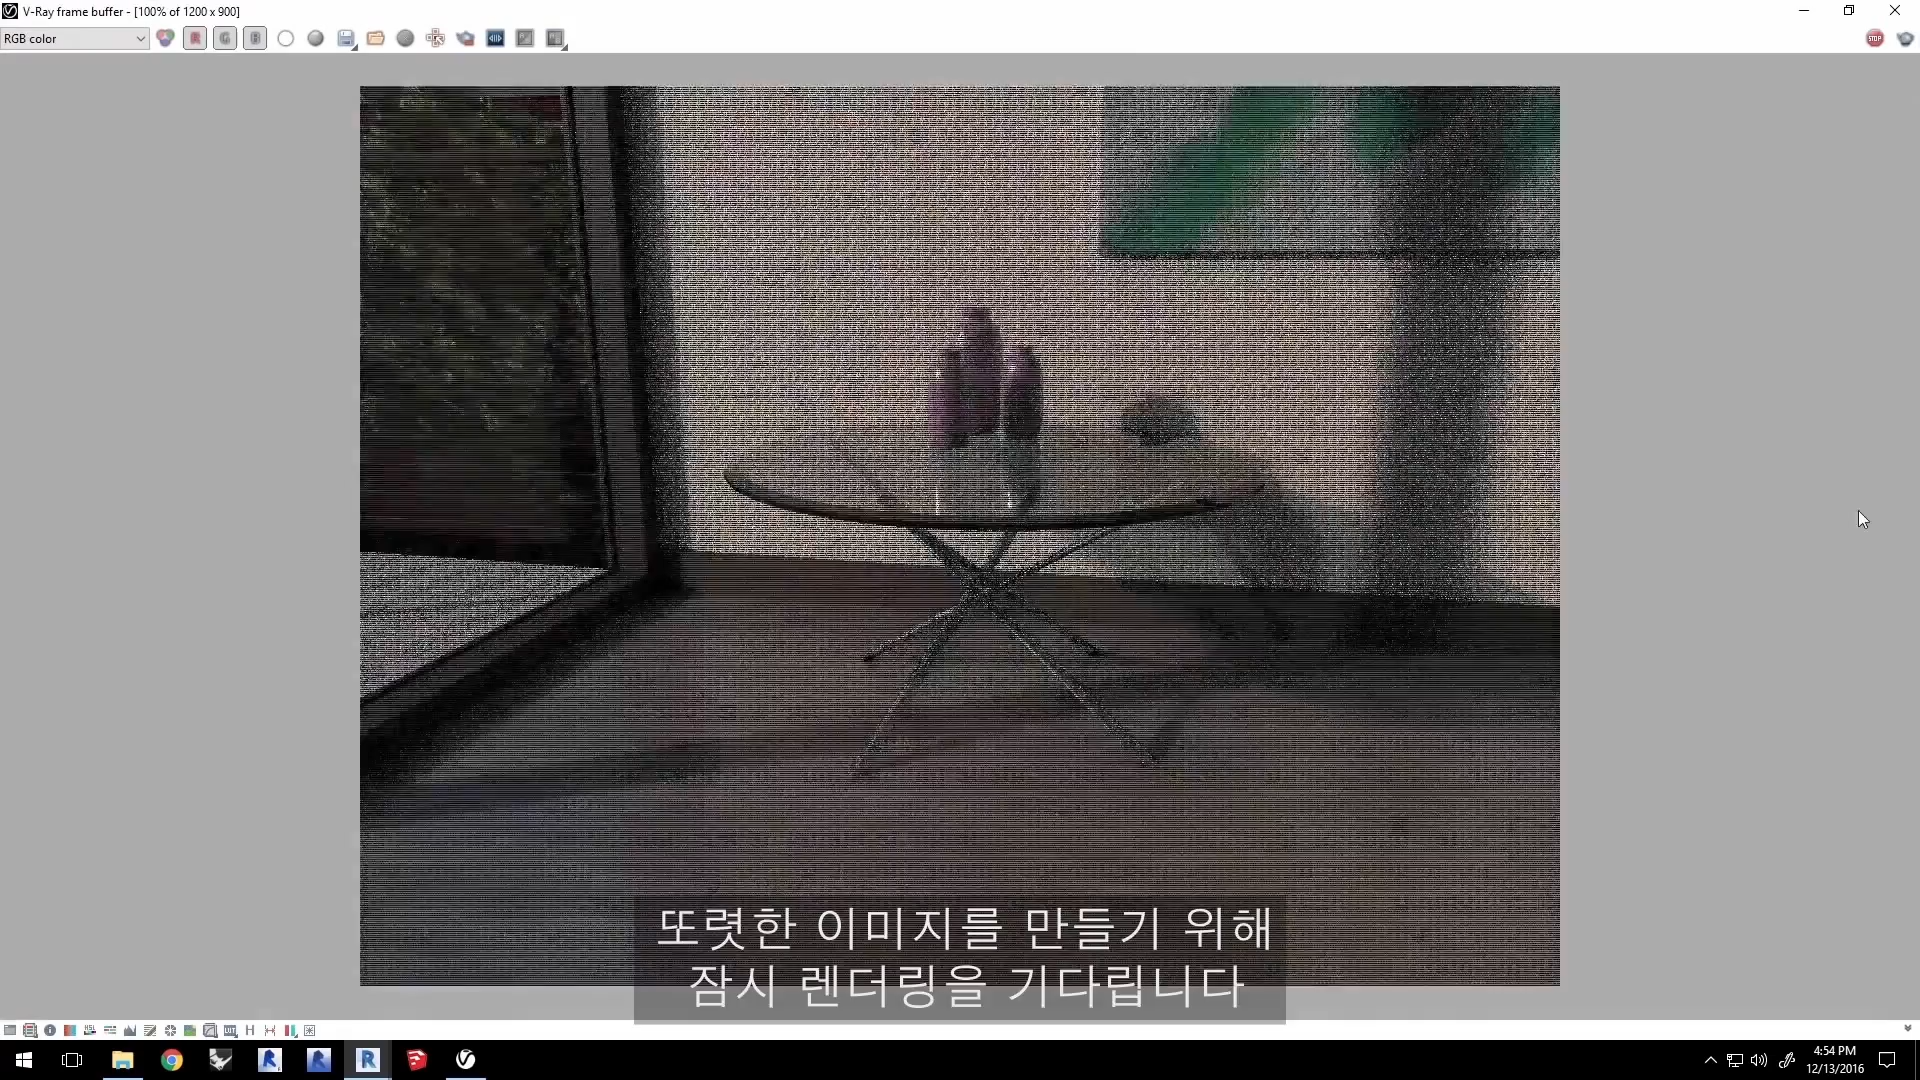 V-Ray frame buffer - [100% of 1200 x 900]
RGB color
R G B
STOP
또렷한 이미지를 만들기 위해
잠시 렌더링을 기다립니다
4:54 PM
12/13/2016